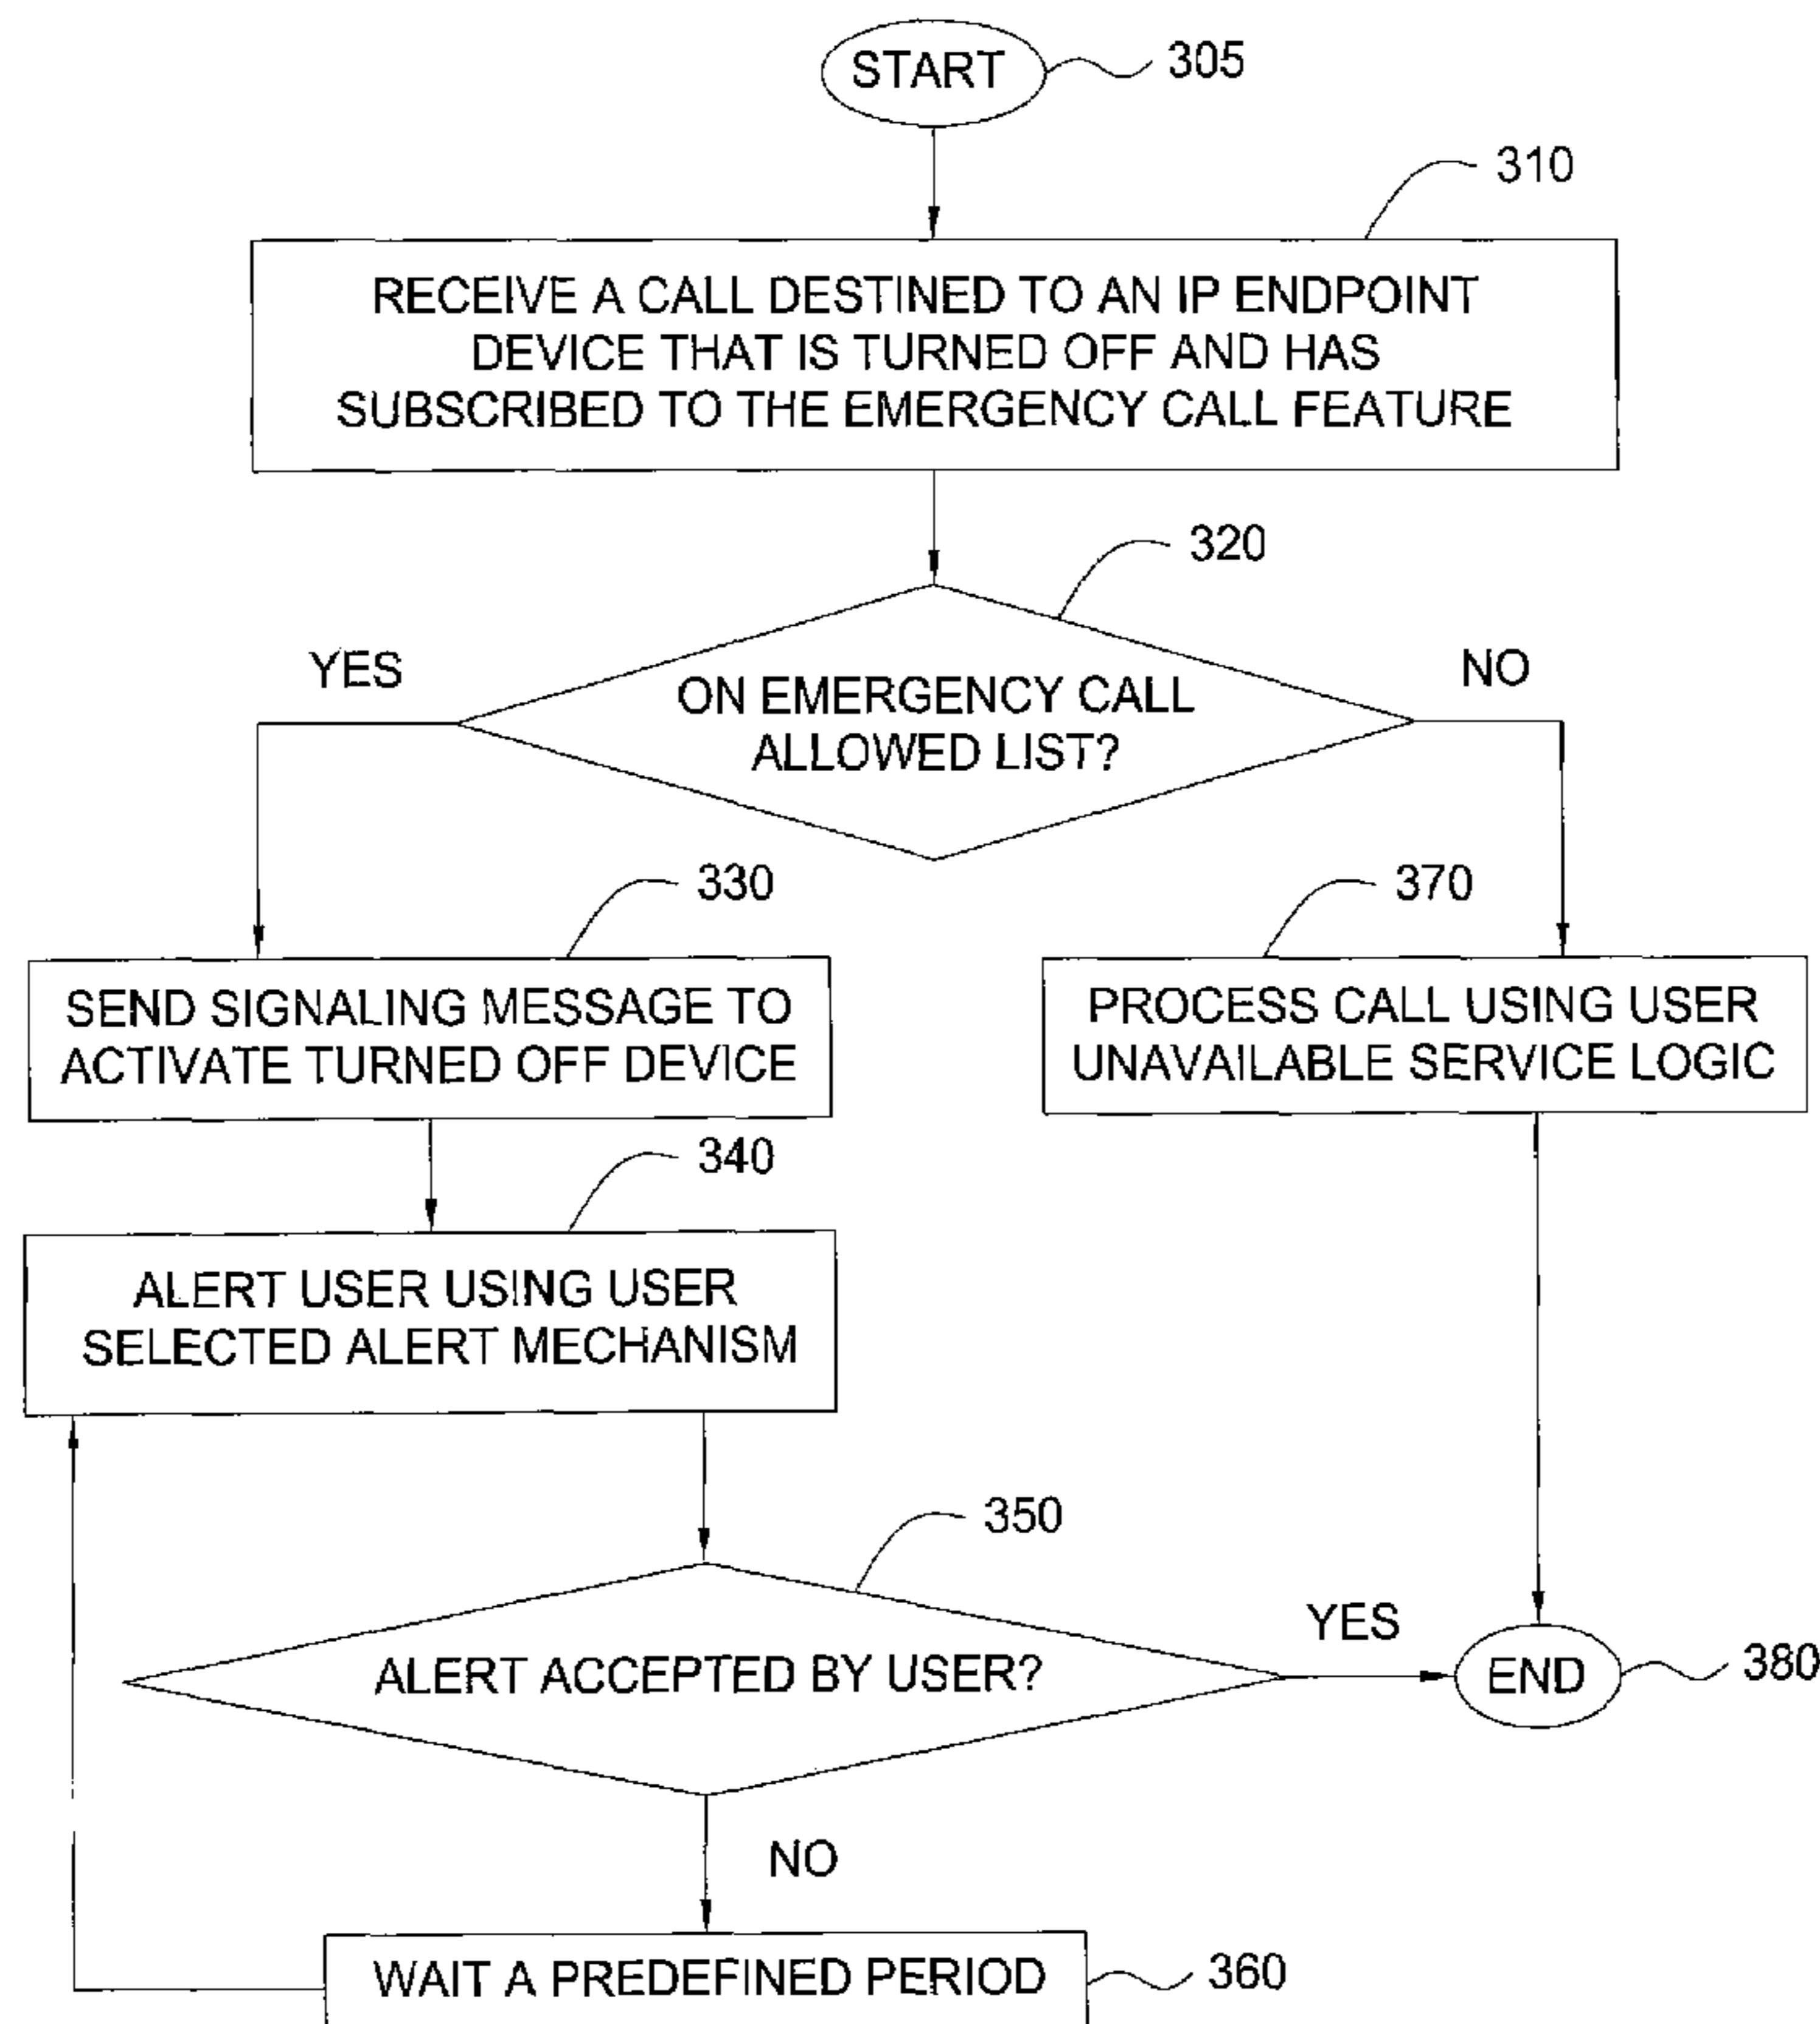 START
305
310
RECEIVE A CALL DESTINED TO AN IP ENDPOINT
DEVICE THAT IS TURNED OFF AND HAS
SUBSCRIBED TO THE EMERGENCY CALL FEATURE
320
YES
NO
ON EMERGENCY CALL
ALLOWED LIST?
330
370
SEND SIGNALING MESSAGE TO
ACTIVATE TURNED OFF DEVICE
PROCESS CALL USING USER
UNAVAILABLE SERVICE LOGIC
340
ALERT USER USING USER
SELECTED ALERT MECHANISM
350
YES
ALERT ACCEPTED BY USER?
END
380
NO
WAIT A PREDEFINED PERIOD
360